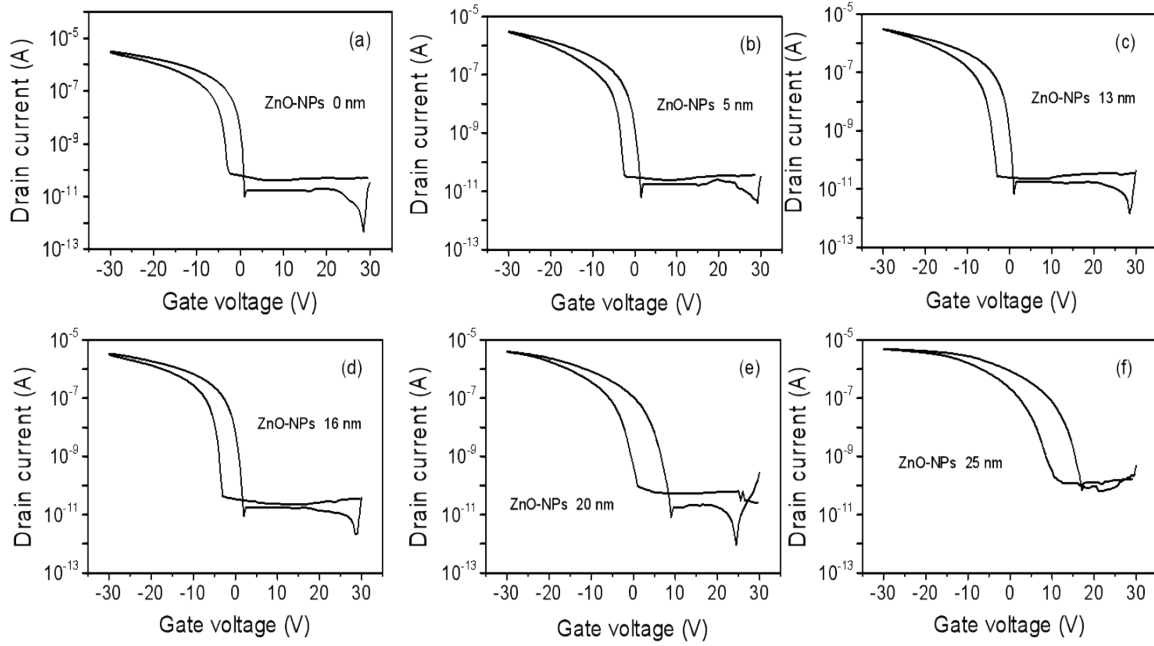 (a)
ZnO-NPs 0 nm
Drain current (A)
10⁻⁵
10⁻⁷
10⁻⁹
10⁻¹¹
10⁻¹³
-30 -20 -10 0 10 20 30
Gate voltage (V)
(b)
ZnO-NPs 5 nm
Drain current (A)
10⁻⁵
10⁻⁷
10⁻⁹
10⁻¹¹
10⁻¹³
-30 -20 -10 0 10 20 30
Gate voltage (V)
(c)
ZnO-NPs 13 nm
Drain current (A)
10⁻⁵
10⁻⁷
10⁻⁹
10⁻¹¹
10⁻¹³
-30 -20 -10 0 10 20 30
Gate voltage (V)
(d)
ZnO-NPs 16 nm
Drain current (A)
10⁻⁵
10⁻⁷
10⁻⁹
10⁻¹¹
10⁻¹³
-30 -20 -10 0 10 20 30
Gate voltage (V)
(e)
ZnO-NPs 20 nm
Drain current (A)
10⁻⁵
10⁻⁷
10⁻⁹
10⁻¹¹
10⁻¹³
-30 -20 -10 0 10 20 30
Gate voltage (V)
(f)
ZnO-NPs 25 nm
Drain current (A)
10⁻⁵
10⁻⁷
10⁻⁹
10⁻¹¹
10⁻¹³
-30 -20 -10 0 10 20 30
Gate voltage (V)